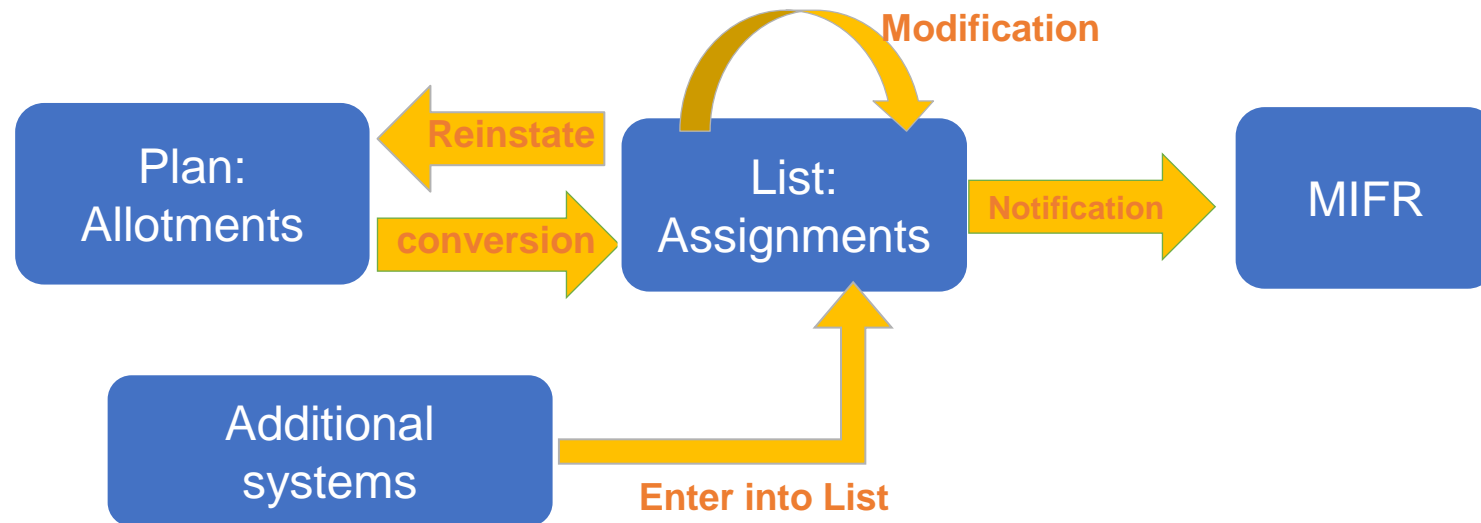 Modification
Reinstate
Plan:
Allotments
conversion
List:
Assignments
Notification
MIFR
Additional
systems
Enter into List